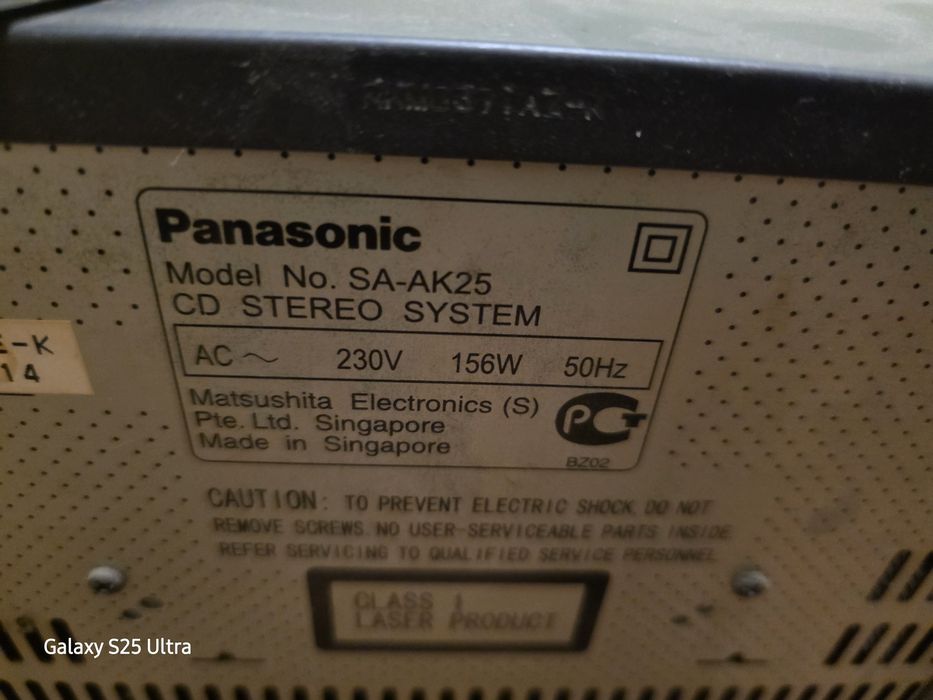 Panasonic
Model No. SA-AK25
CD STEREO SYSTEM
AC ~ 230V 156W 50Hz
Matsushita Electronics (S)
Pte. Ltd. Singapore
Made in Singapore
BZ02
-K
14
CAUTION: TO PREVENT ELECTRIC SHOCK, DO NOT
REMOVE SCREWS. NO USER-SERVICEABLE PARTS INSIDE.
REFER SERVICING TO QUALIFIED SERVICE PERSONNEL.
CLASS 1
LASER PRODUCT
Galaxy S25 Ultra